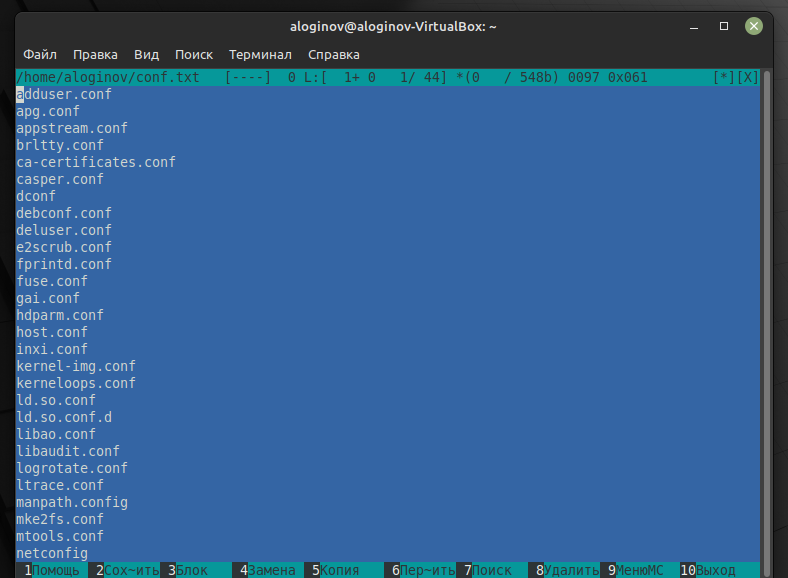 aloginov@aloginov-VirtualBox: ~
Файл Правка Вид Поиск Терминал Справка
/home/aloginov/conf.txt [----] 0 L:[ 1+ 0 1/ 44] *(0 / 548b) 0097 0x061 [*][X]
adduser.conf
apg.conf
appstream.conf
brltty.conf
ca-certificates.conf
casper.conf
dconf
debconf.conf
deluser.conf
e2scrub.conf
fprintd.conf
fuse.conf
gai.conf
hdparm.conf
host.conf
inxi.conf
kernel-img.conf
kerneloops.conf
ld.so.conf
ld.so.conf.d
libao.conf
libaudit.conf
logrotate.conf
ltrace.conf
manpath.config
mke2fs.conf
mtools.conf
netconfig
1Помощь 2Сох~ить 3Блок 4Замена 5Копия 6Пер~ить 7Поиск 8Удалить 9МенюMC 10Выход